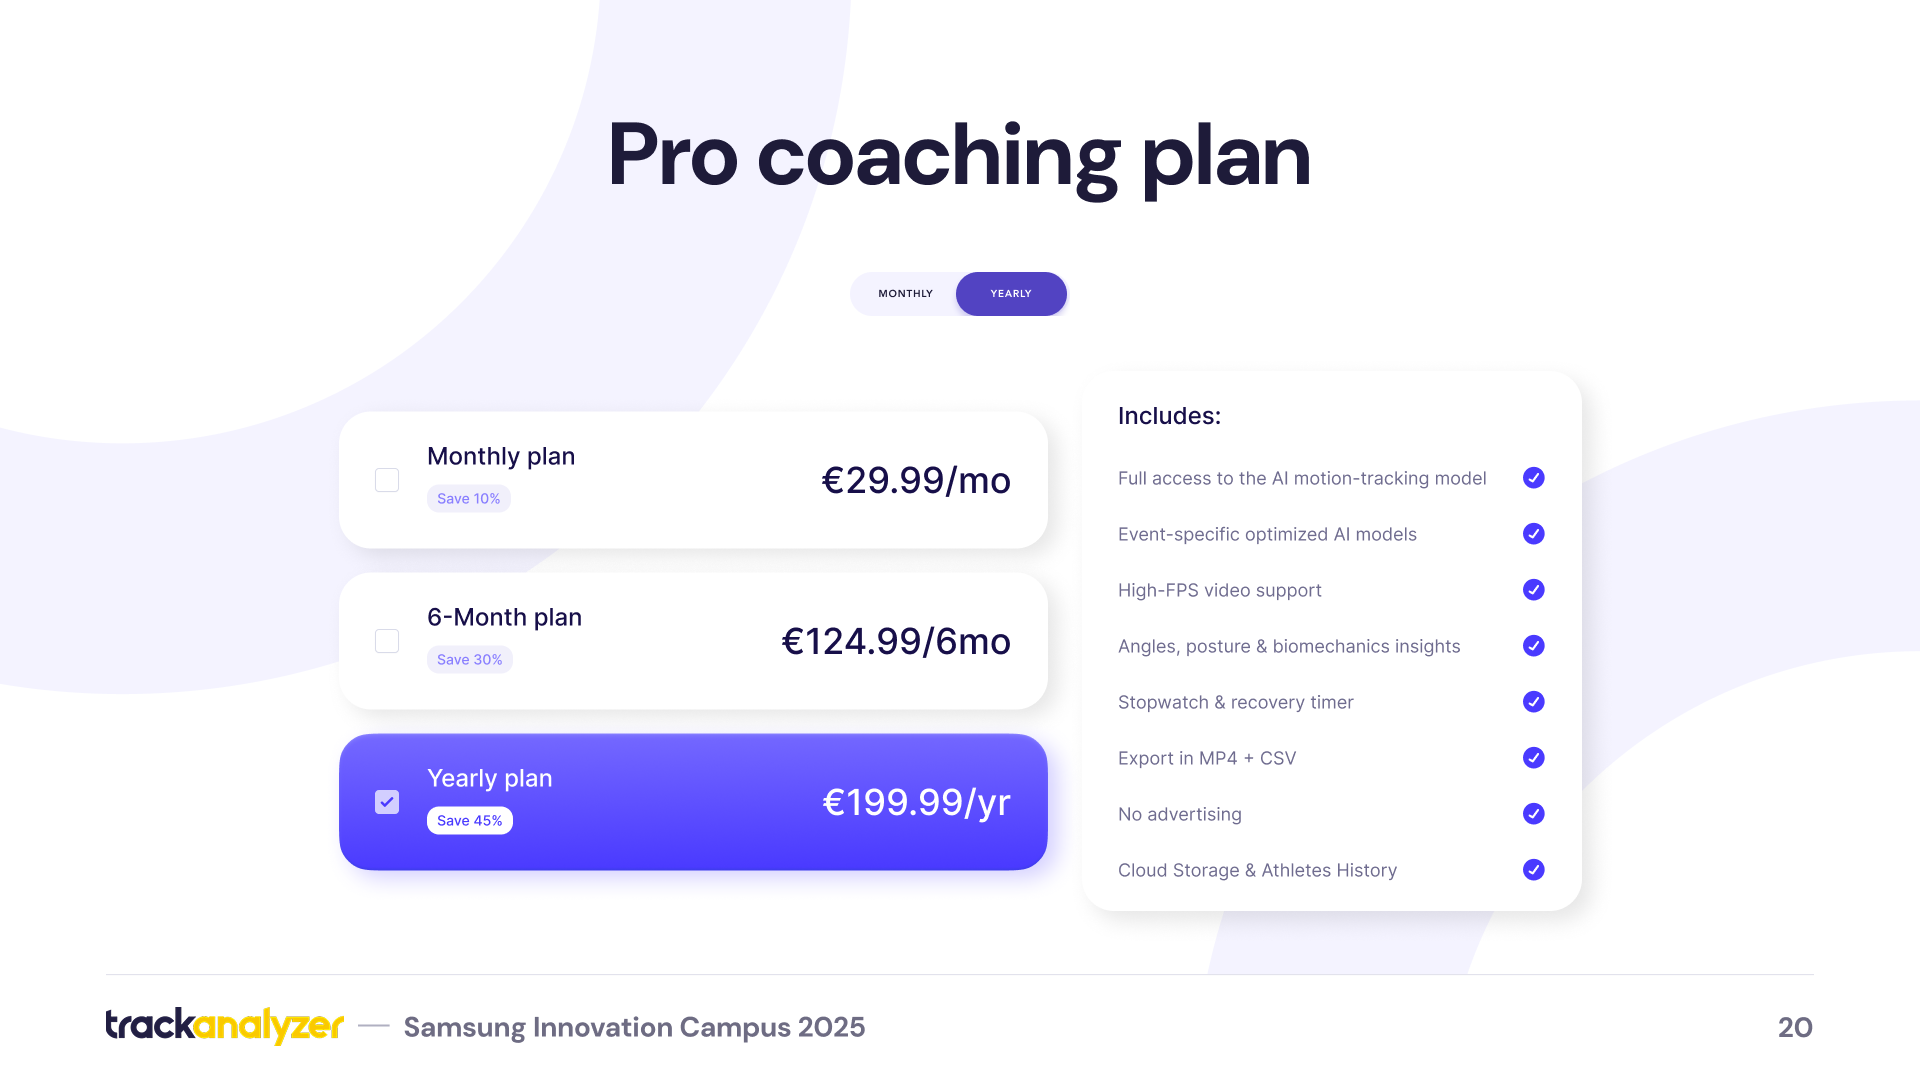 Pro coaching plan
MONTHLY
YEARLY
Monthly plan
Save 10%
€29.99/mo
6-Month plan
Save 30%
€124.99/6mo
Yearly plan
Save 45%
€199.99/yr
Includes:
Full access to the AI motion-tracking model
Event-specific optimized AI models
High-FPS video support
Angles, posture & biomechanics insights
Stopwatch & recovery timer
Export in MP4 + CSV
No advertising
Cloud Storage & Athletes History
trackanalyzer — Samsung Innovation Campus 2025
20